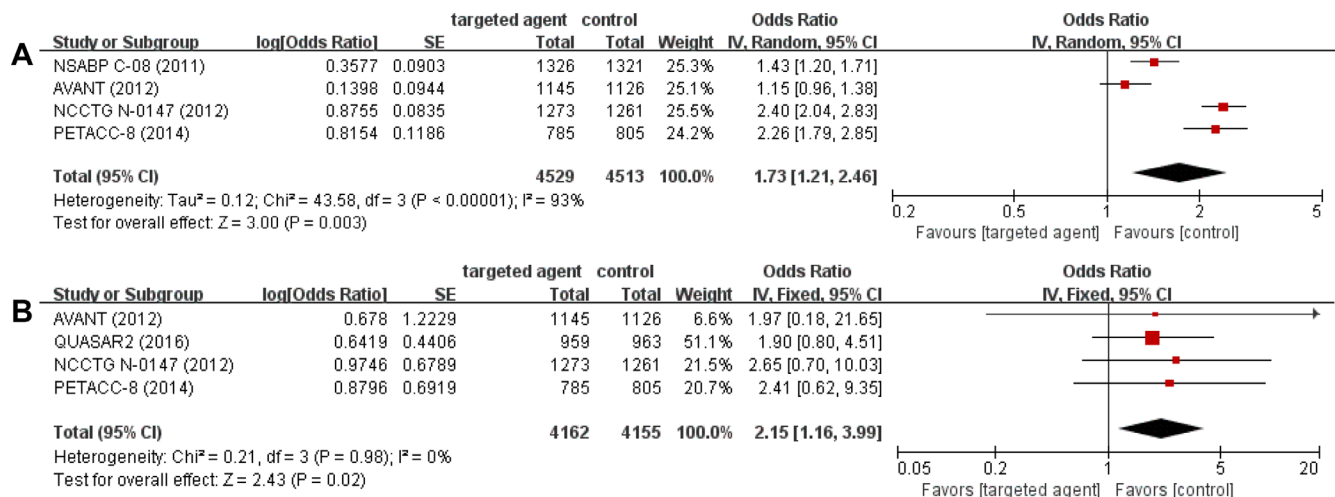 A
targeted agent control Odds Ratio Odds Ratio
Study or Subgroup log[Odds Ratio] SE Total Total Weight IV, Random, 95% CI IV, Random, 95% CI
NSABP C-08 (2011) 0.3577 0.0903 1326 1321 25.3% 1.43 [1.20, 1.71]
AVANT (2012) 0.1398 0.0944 1145 1126 25.1% 1.15 [0.96, 1.38]
NCCTG N-0147 (2012) 0.8755 0.0835 1273 1261 25.5% 2.40 [2.04, 2.83]
PETACC-8 (2014) 0.8154 0.1186 785 805 24.2% 2.26 [1.79, 2.85]
Total (95% CI) 4529 4513 100.0% 1.73 [1.21, 2.46]
Heterogeneity: Tau² = 0.12; Chi² = 43.58, df = 3 (P < 0.00001); I² = 93%
Test for overall effect: Z = 3.00 (P = 0.003)
0.2 0.5 1 2 5
Favours [targeted agent] Favours [control]
B
targeted agent control Odds Ratio Odds Ratio
Study or Subgroup log[Odds Ratio] SE Total Total Weight IV, Fixed, 95% CI IV, Fixed, 95% CI
AVANT (2012) 0.678 1.2229 1145 1126 6.6% 1.97 [0.18, 21.65]
QUASAR2 (2016) 0.6419 0.4406 959 963 51.1% 1.90 [0.80, 4.51]
NCCTG N-0147 (2012) 0.9746 0.6789 1273 1261 21.5% 2.65 [0.70, 10.03]
PETACC-8 (2014) 0.8796 0.6919 785 805 20.7% 2.41 [0.62, 9.35]
Total (95% CI) 4162 4155 100.0% 2.15 [1.16, 3.99]
Heterogeneity: Chi² = 0.21, df = 3 (P = 0.98); I² = 0%
Test for overall effect: Z = 2.43 (P = 0.02)
0.05 0.2 1 5 20
Favors [targeted agent] Favours [control]